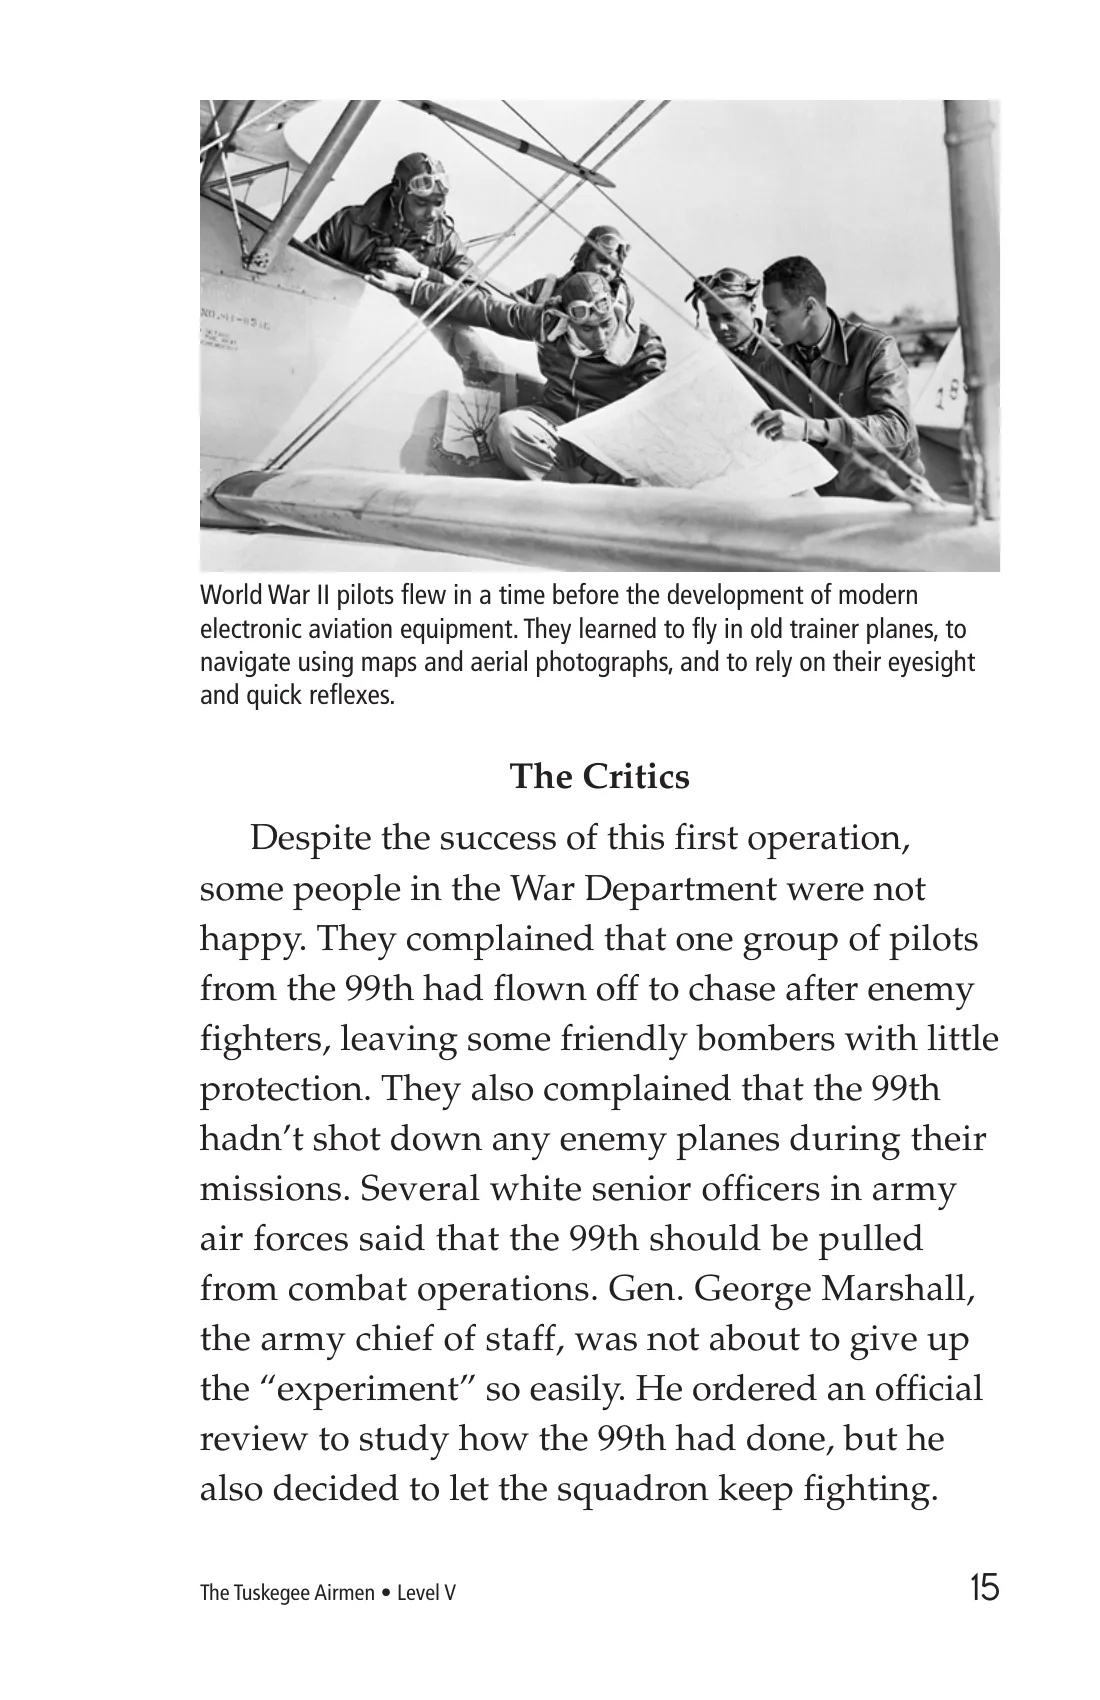 World War II pilots flew in a time before the development of modern
electronic aviation equipment. They learned to fly in old trainer planes, to
navigate using maps and aerial photographs, and to rely on their eyesight
and quick reflexes.
The Critics
Despite the success of this first operation,
some people in the War Department were not
happy. They complained that one group of pilots
from the 99th had flown off to chase after enemy
fighters, leaving some friendly bombers with little
protection. They also complained that the 99th
hadn’t shot down any enemy planes during their
missions. Several white senior officers in army
air forces said that the 99th should be pulled
from combat operations. Gen. George Marshall,
the army chief of staff, was not about to give up
the “experiment” so easily. He ordered an official
review to study how the 99th had done, but he
also decided to let the squadron keep fighting.
The Tuskegee Airmen • Level V
15